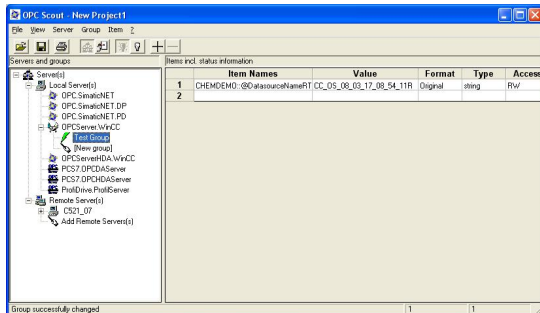 OPC Scout - New Project1
File View Server Group Item ?
Servers and groups
Items incl. status information
Server(s)
Local Server(s)
OPC.SimaticNET
OPC.SimaticNET.DP
OPC.SimaticNET.PD
OPCServer.WinCC
Test Group
[New group]
OPCServerHDA.WinCC
PCS7.OPCDAServer
PCS7.OPCHDAServer
ProfiDrive.ProfilServer
Remote Server(s)
C521_07
Add Remote Servers(s)
Item Names Value Format Type Access
1 CHEMDEMO::@DatasourceNameRT CC_OS_08_03_17_08_54_11R Original string RW
2
Group successfully changed 1 1